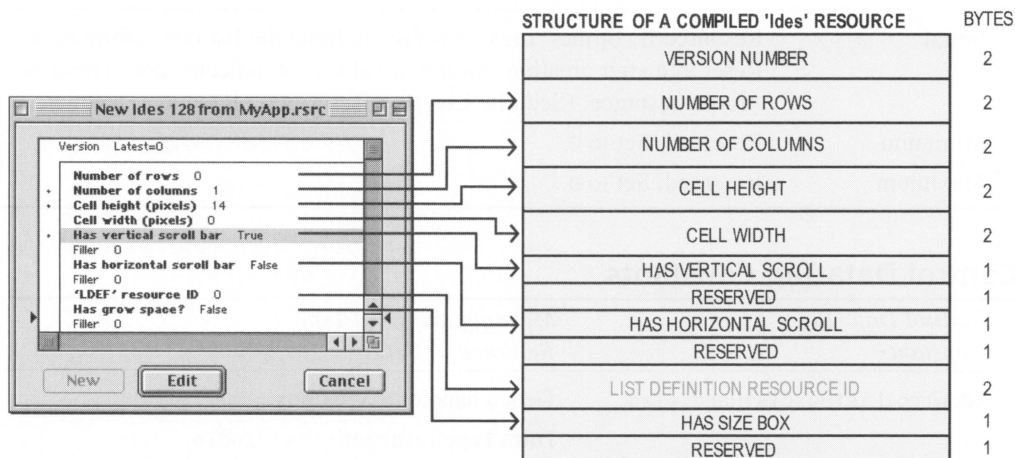 STRUCTURE OF A COMPILED 'ldes' RESOURCE BYTES
VERSION NUMBER 2
NUMBER OF ROWS 2
NUMBER OF COLUMNS 2
CELL HEIGHT 2
CELL WIDTH 2
HAS VERTICAL SCROLL 1
RESERVED 1
HAS HORIZONTAL SCROLL 1
RESERVED 1
LIST DEFINITION RESOURCE ID 2
HAS SIZE BOX 1
RESERVED 1
New ldes 128 from MyApp.rsrc
Version Latest=0
Number of rows 0
Number of columns 1
Cell height (pixels) 14
Cell width (pixels) 0
Has vertical scroll bar True
Filler 0
Has horizontal scroll bar False
Filler 0
'LDEF' resource ID 0
Has grow space? False
Filler 0
New
Edit
Cancel